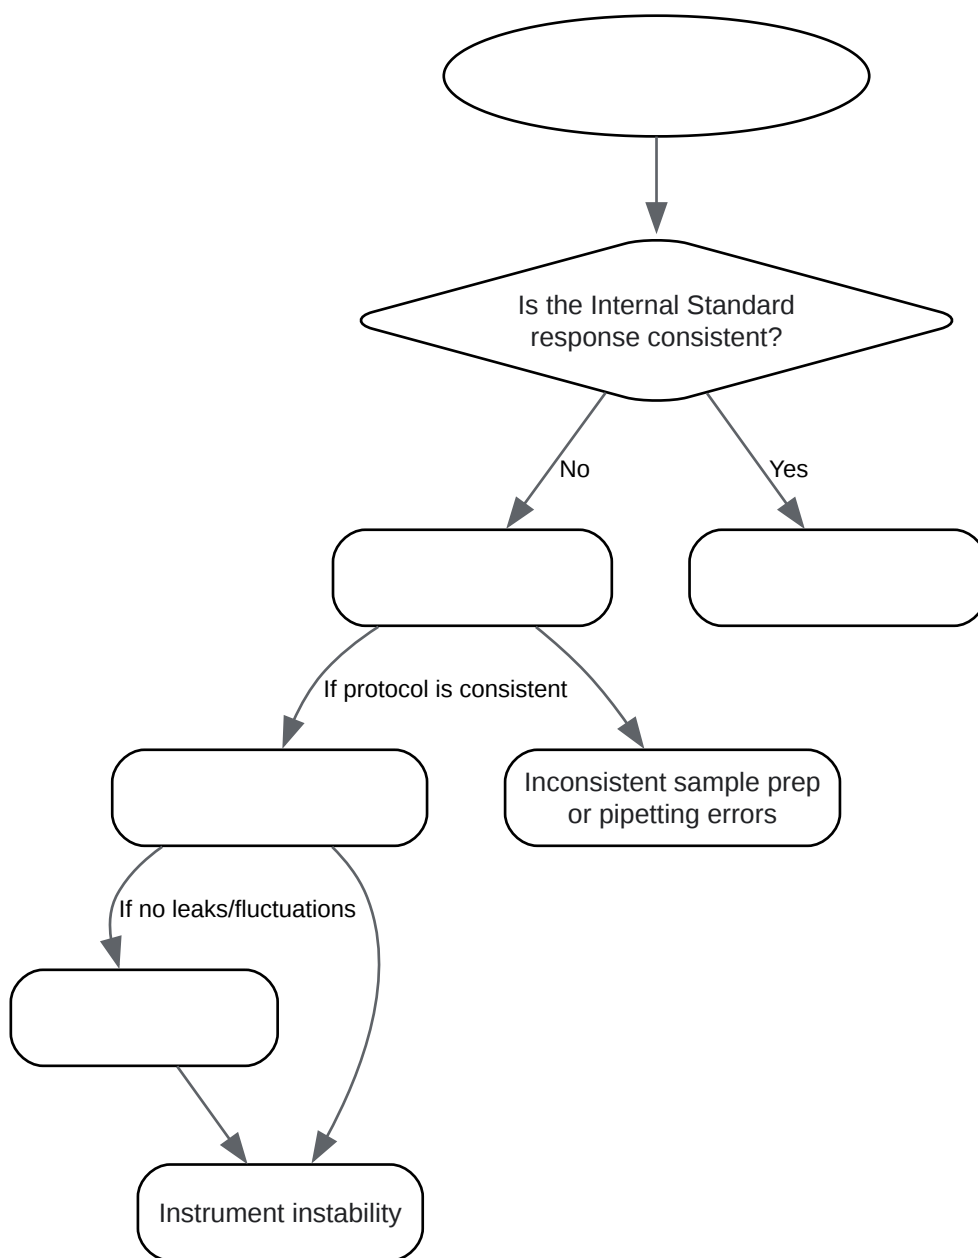 Is the Internal Standard
response consistent?
No
Yes
If protocol is consistent
Inconsistent sample prep
or pipetting errors
If no leaks/fluctuations
Instrument instability